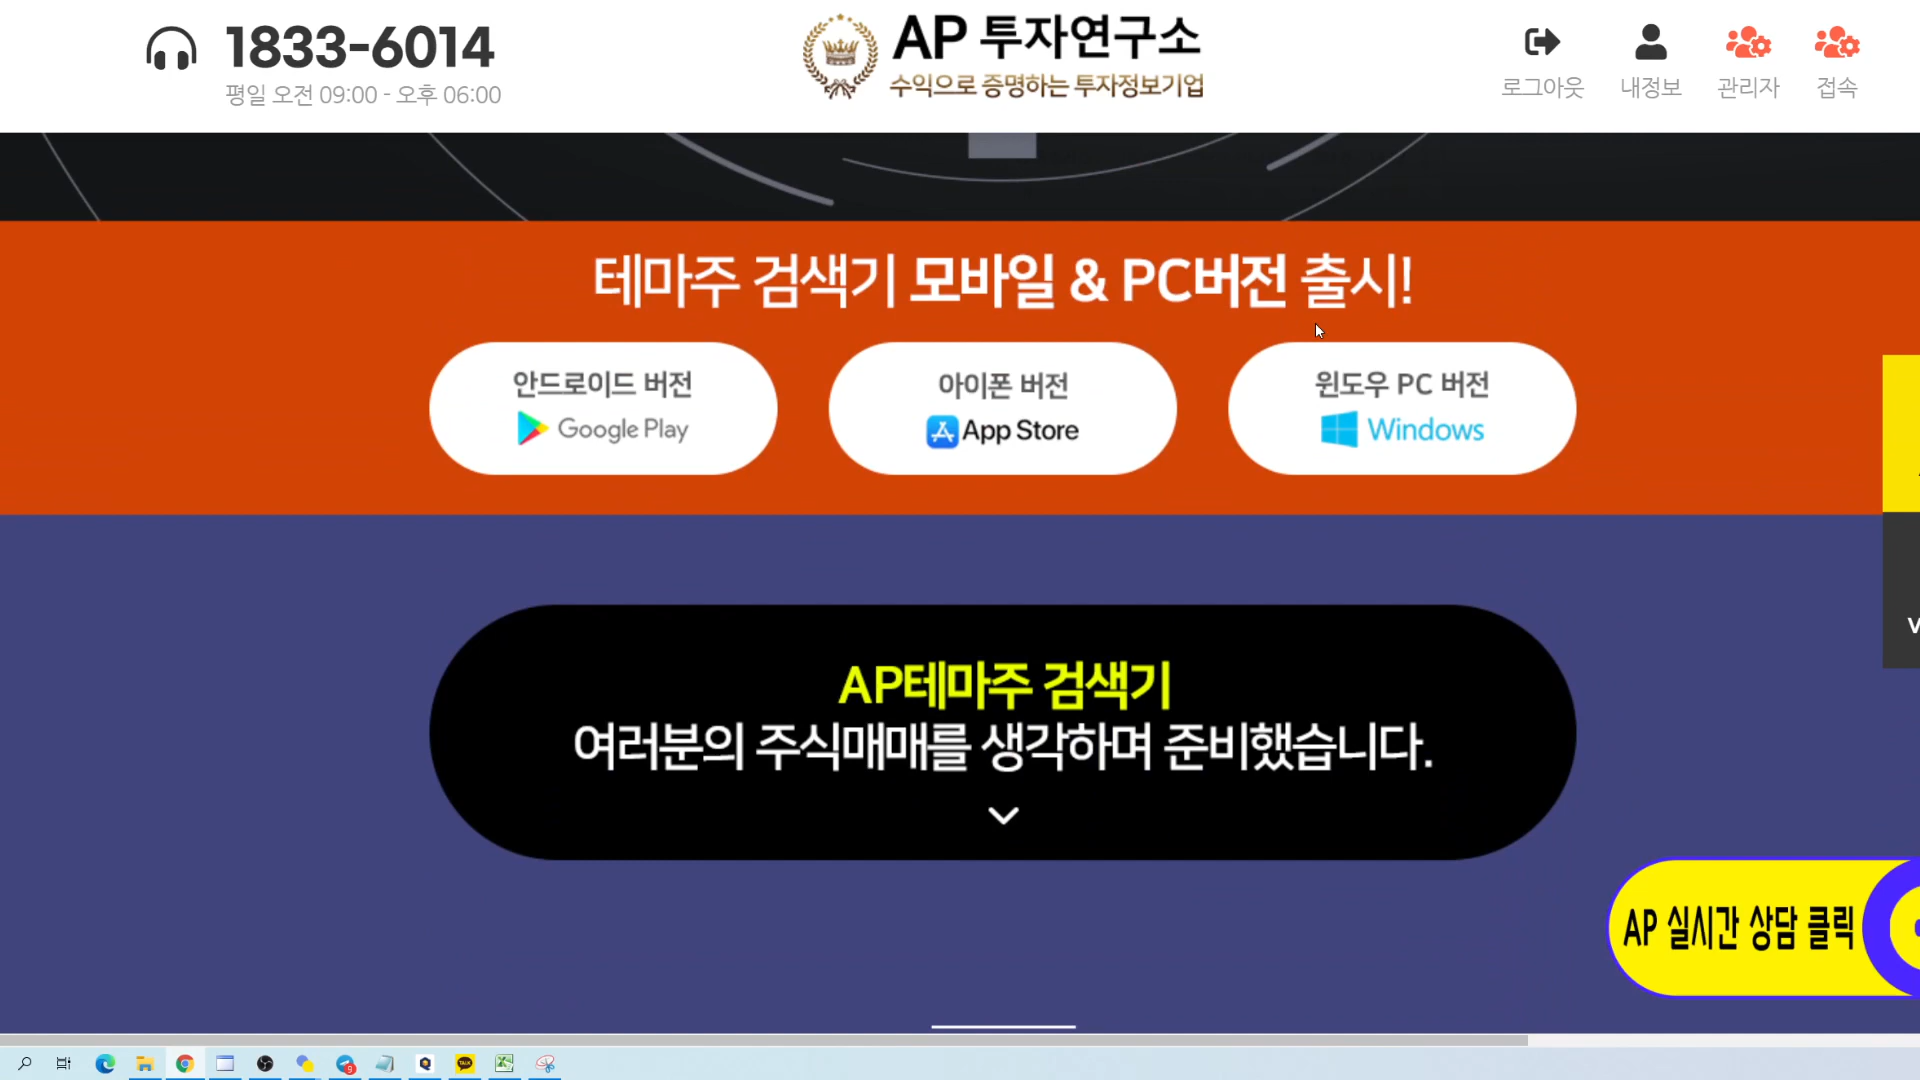 1833-6014
평일 오전 09:00 - 오후 06:00
AP 투자연구소
수익으로 증명하는 투자정보기업
로그아웃
내정보
관리자
접속
테마주 검색기 모바일 & PC버전 출시!
안드로이드 버전
Google Play
아이폰 버전
App Store
윈도우 PC 버전
Windows
AP테마주 검색기
여러분의 주식매매를 생각하며 준비했습니다.
AP 실시간 상담 클릭